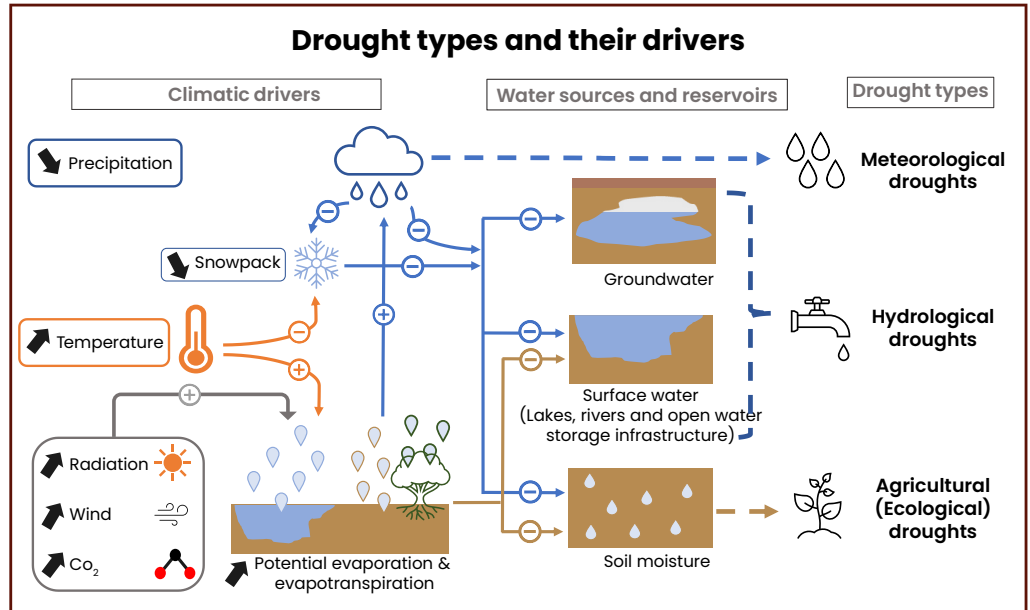 Drought types and their drivers
Climatic drivers
Water sources and reservoirs
Drought types
Precipitation
Meteorological
droughts
Snowpack
Groundwater
Temperature
Hydrological
droughts
Surface water
(Lakes, rivers and open water
storage infrastructure)
Radiation
Wind
Co₂
Agricultural
(Ecological)
droughts
Potential evaporation &
evapotranspiration
Soil moisture